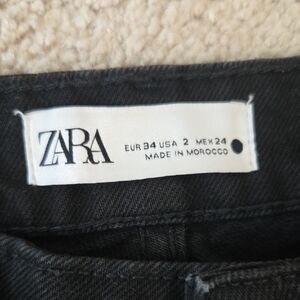 ZARA
EUR 34 USA 2 MEX 24
MADE IN MOROCCO